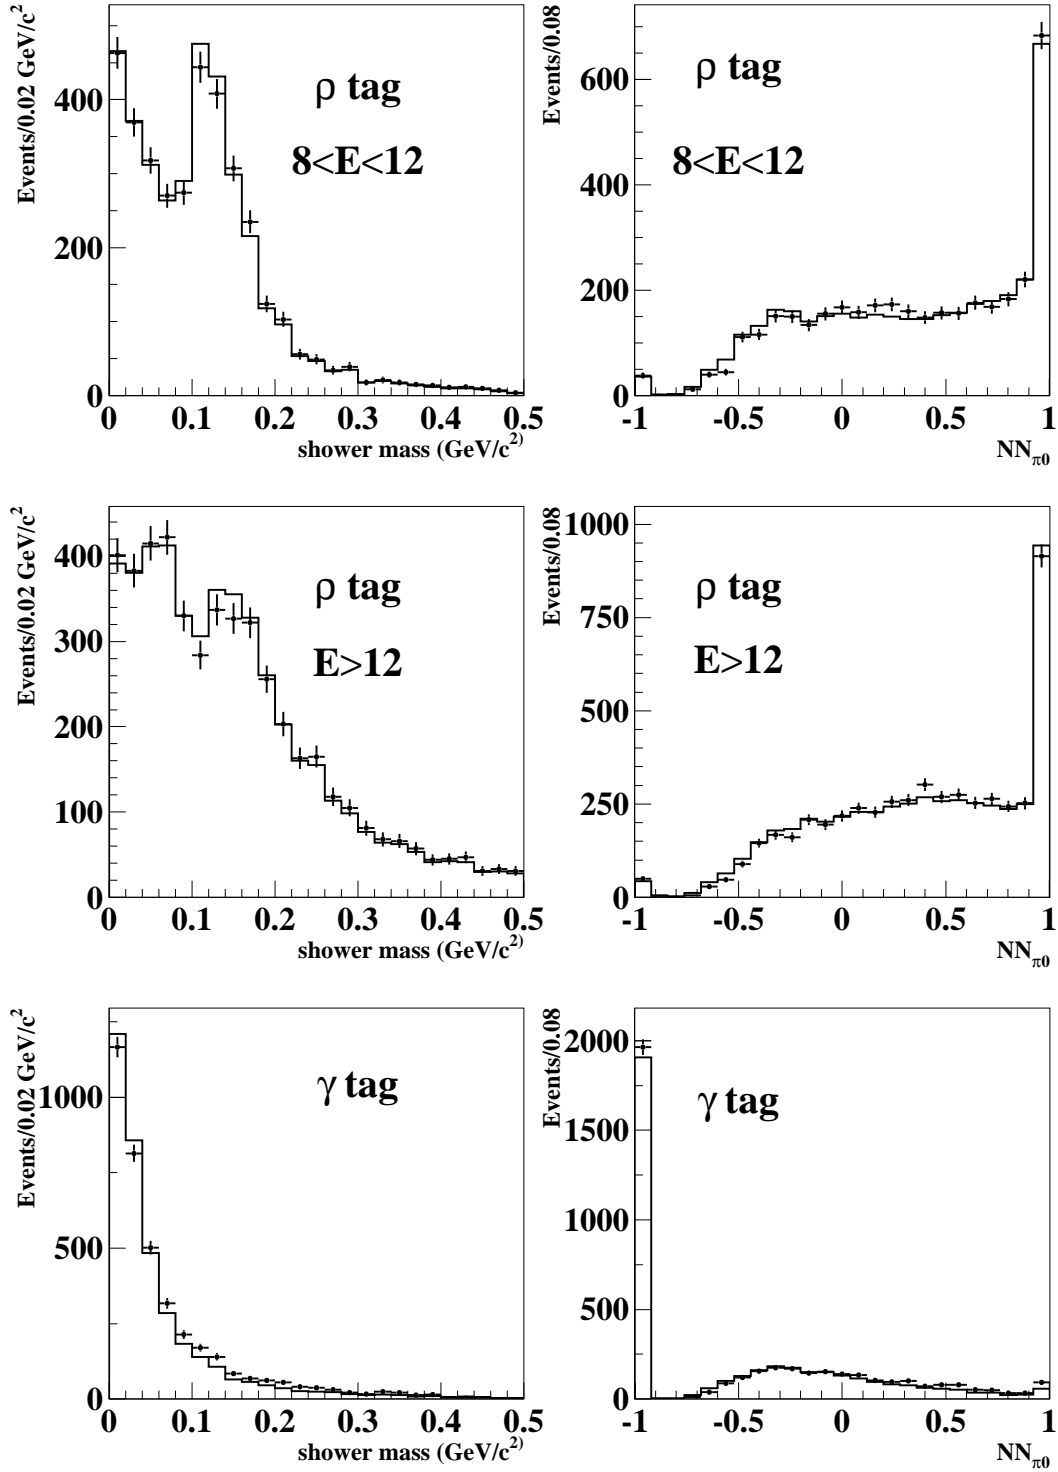 Events/0.02 GeV/c²
400
200
0
ρ tag
8<E<12
0 0.1 0.2 0.3 0.4 0.5
shower mass (GeV/c²)
Events/0.08
600
400
200
0
ρ tag
8<E<12
-1 -0.5 0 0.5 1
NNπ0
Events/0.02 GeV/c²
400
300
200
100
0
ρ tag
E>12
0 0.1 0.2 0.3 0.4 0.5
shower mass (GeV/c²)
Events/0.08
1000
750
500
250
0
ρ tag
E>12
-1 -0.5 0 0.5 1
NNπ0
Events/0.02 GeV/c²
1000
500
0
γ tag
0 0.1 0.2 0.3 0.4 0.5
shower mass (GeV/c²)
Events/0.08
2000
1500
1000
500
0
γ tag
-1 -0.5 0 0.5 1
NNπ0